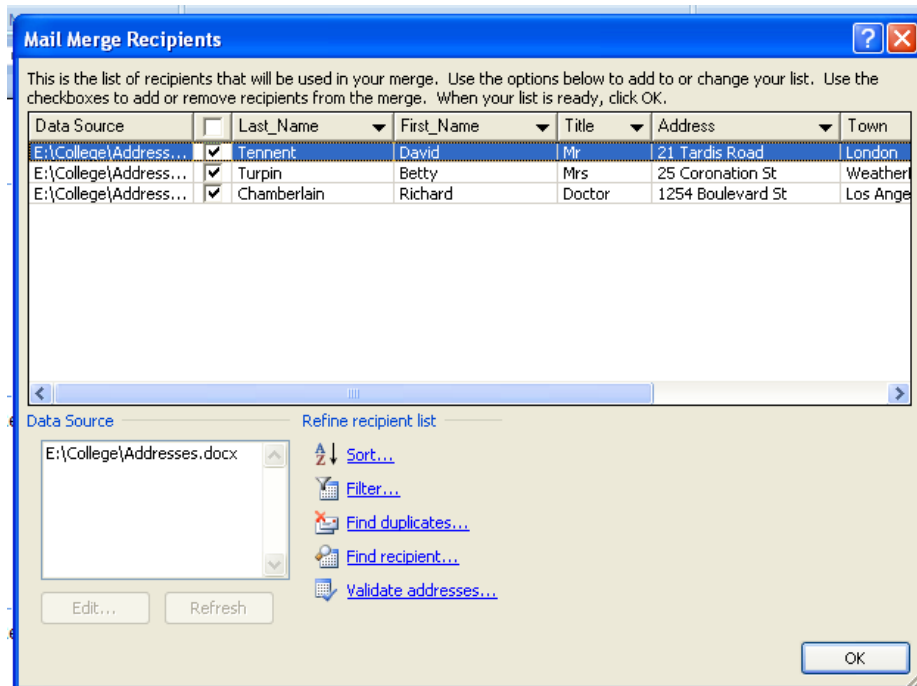 Mail Merge Recipients
This is the list of recipients that will be used in your merge. Use the options below to add to or change your list. Use the
checkboxes to add or remove recipients from the merge. When your list is ready, click OK.
Data Source Last_Name First_Name Title Address Town
E:\College\Address... Tennent David Mr 21 Tardis Road London
E:\College\Address... Turpin Betty Mrs 25 Coronation St Weatherl
E:\College\Address... Chamberlain Richard Doctor 1254 Boulevard St Los Ange
Data Source Refine recipient list
E:\College\Addresses.docx
Sort...
Filter...
Find duplicates...
Find recipient...
Validate addresses...
Edit... Refresh
OK